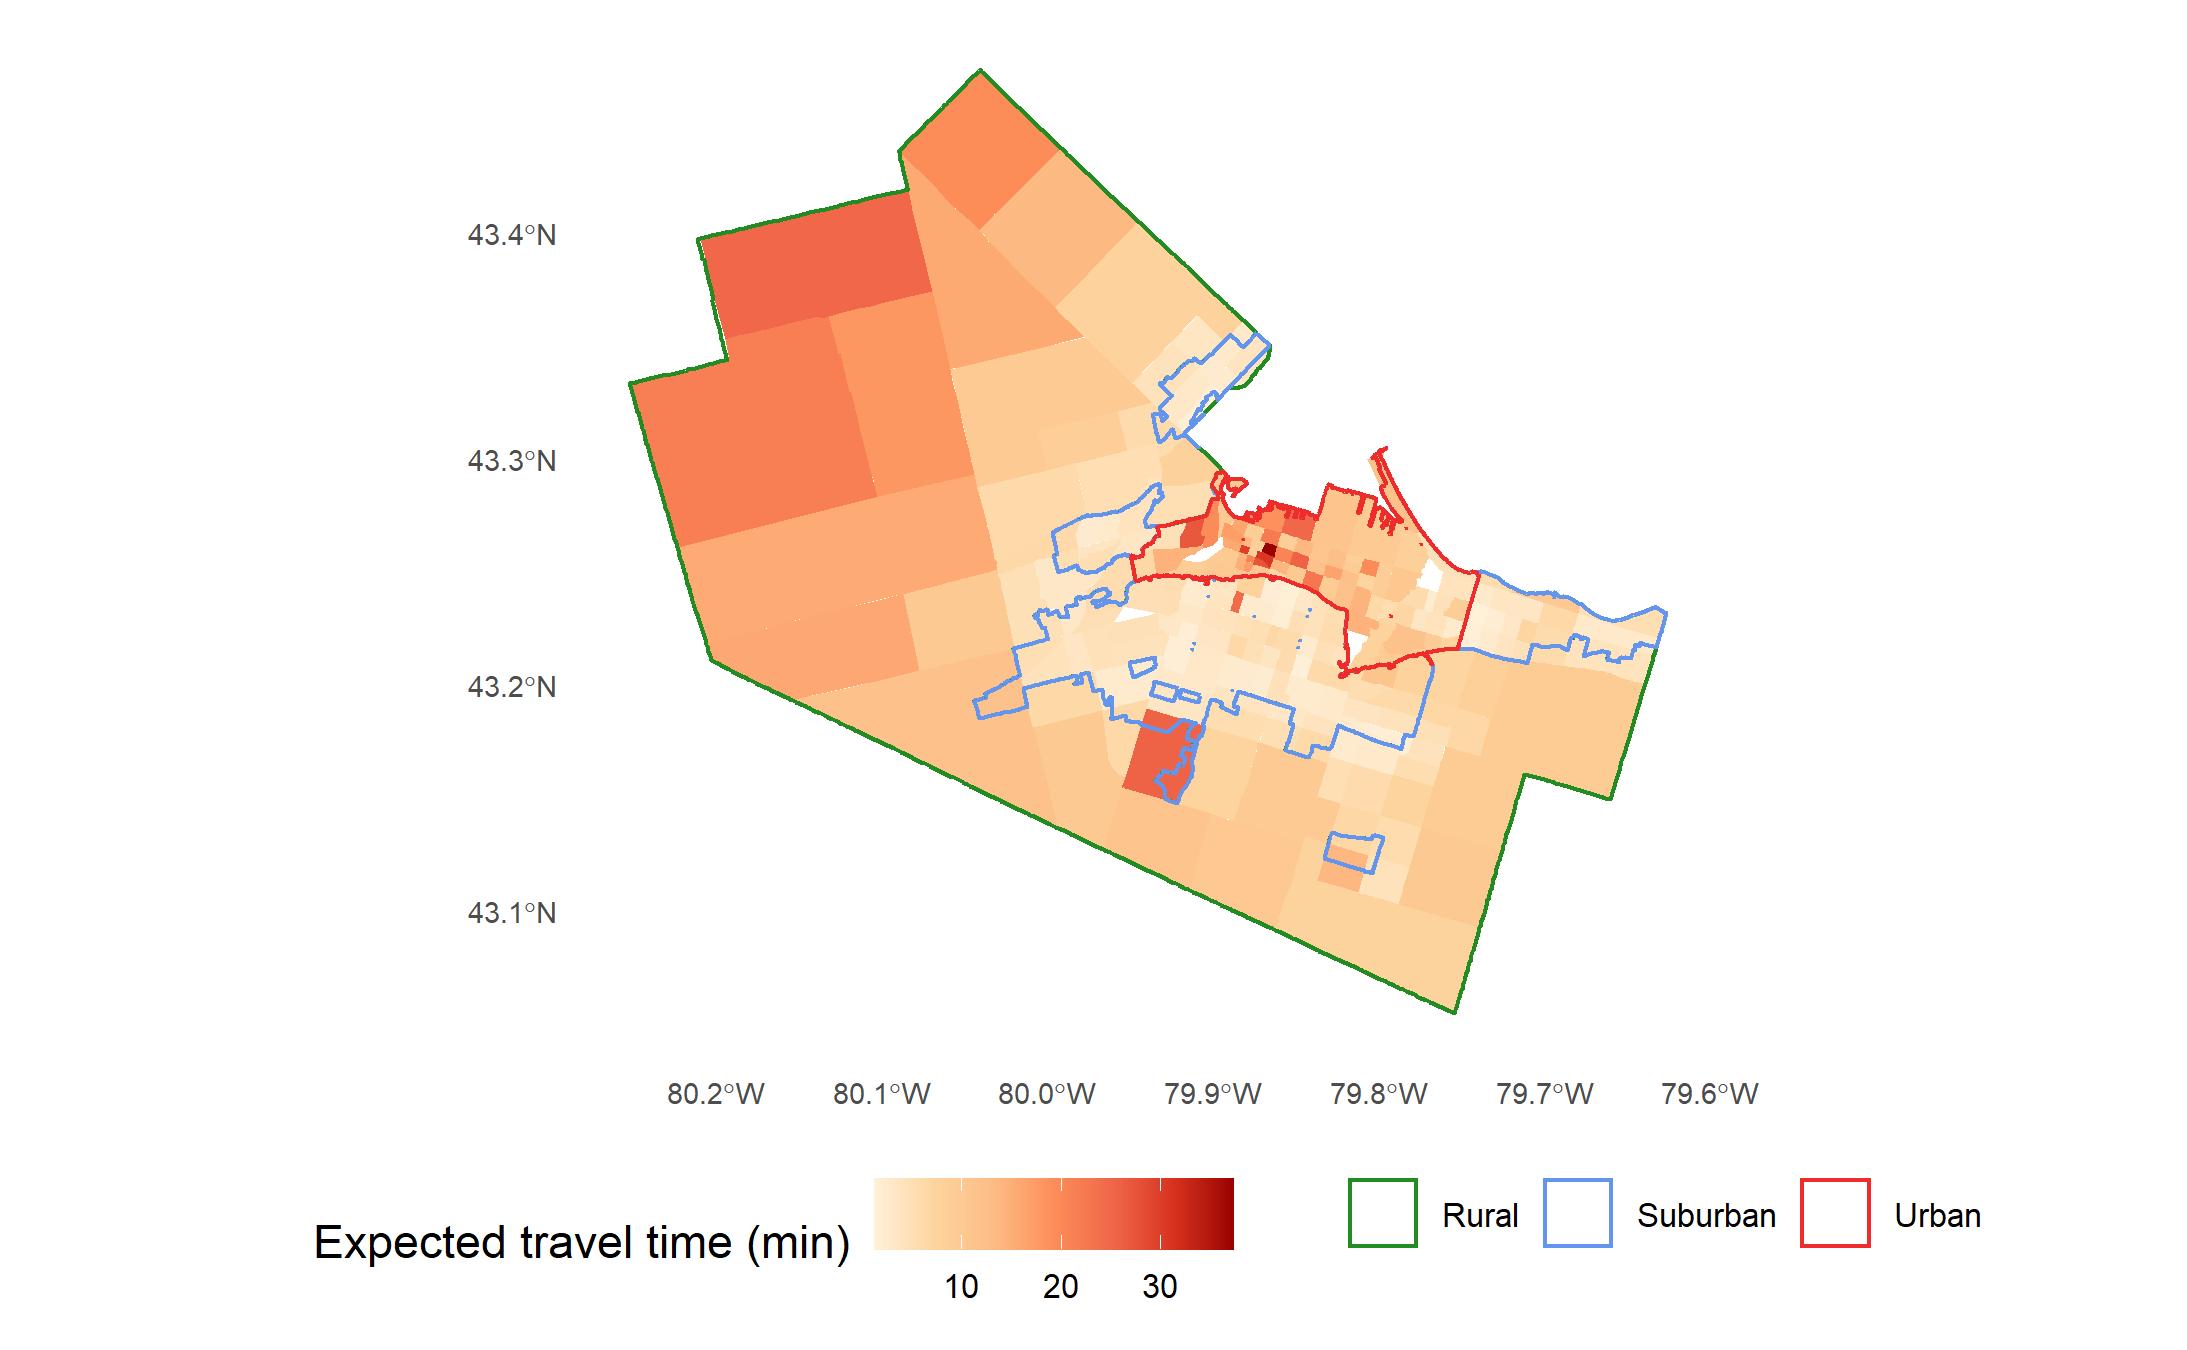 43.4°N
43.3°N
43.2°N
43.1°N
80.2°W 80.1°W 80.0°W 79.9°W 79.8°W 79.7°W 79.6°W
Expected travel time (min)
10 20 30
Rural Suburban Urban